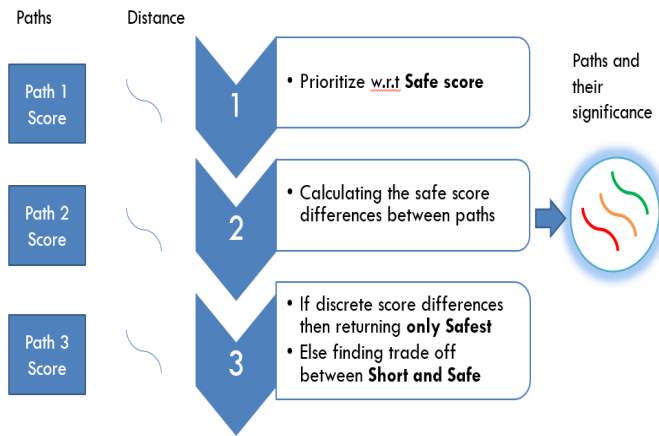 Paths
Distance
Path 1
Score
1
• Prioritize w.r.t Safe score
Paths and
their
significance
Path 2
Score
2
• Calculating the safe score
differences between paths
Path 3
Score
3
• If discrete score differences
then returning only Safest
• Else finding trade off
between Short and Safe